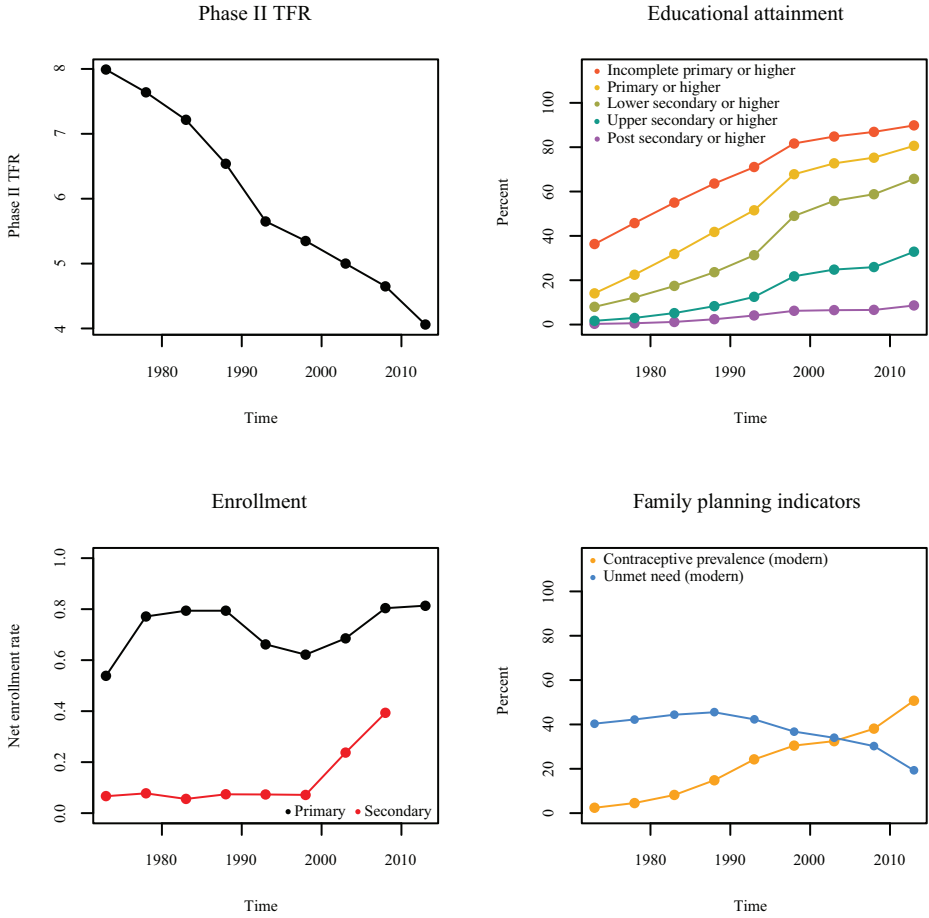 Phase II TFR
Phase II TFR
8
7
6
5
4
1980 1990 2000 2010
Time
Educational attainment
Percent
100
80
60
40
20
0
Incomplete primary or higher
Primary or higher
Lower secondary or higher
Upper secondary or higher
Post secondary or higher
1980 1990 2000 2010
Time
Enrollment
Net enrollment rate
1.0
0.8
0.6
0.4
0.2
0.0
Primary Secondary
1980 1990 2000 2010
Time
Family planning indicators
Percent
100
80
60
40
20
0
Contraceptive prevalence (modern)
Unmet need (modern)
1980 1990 2000 2010
Time